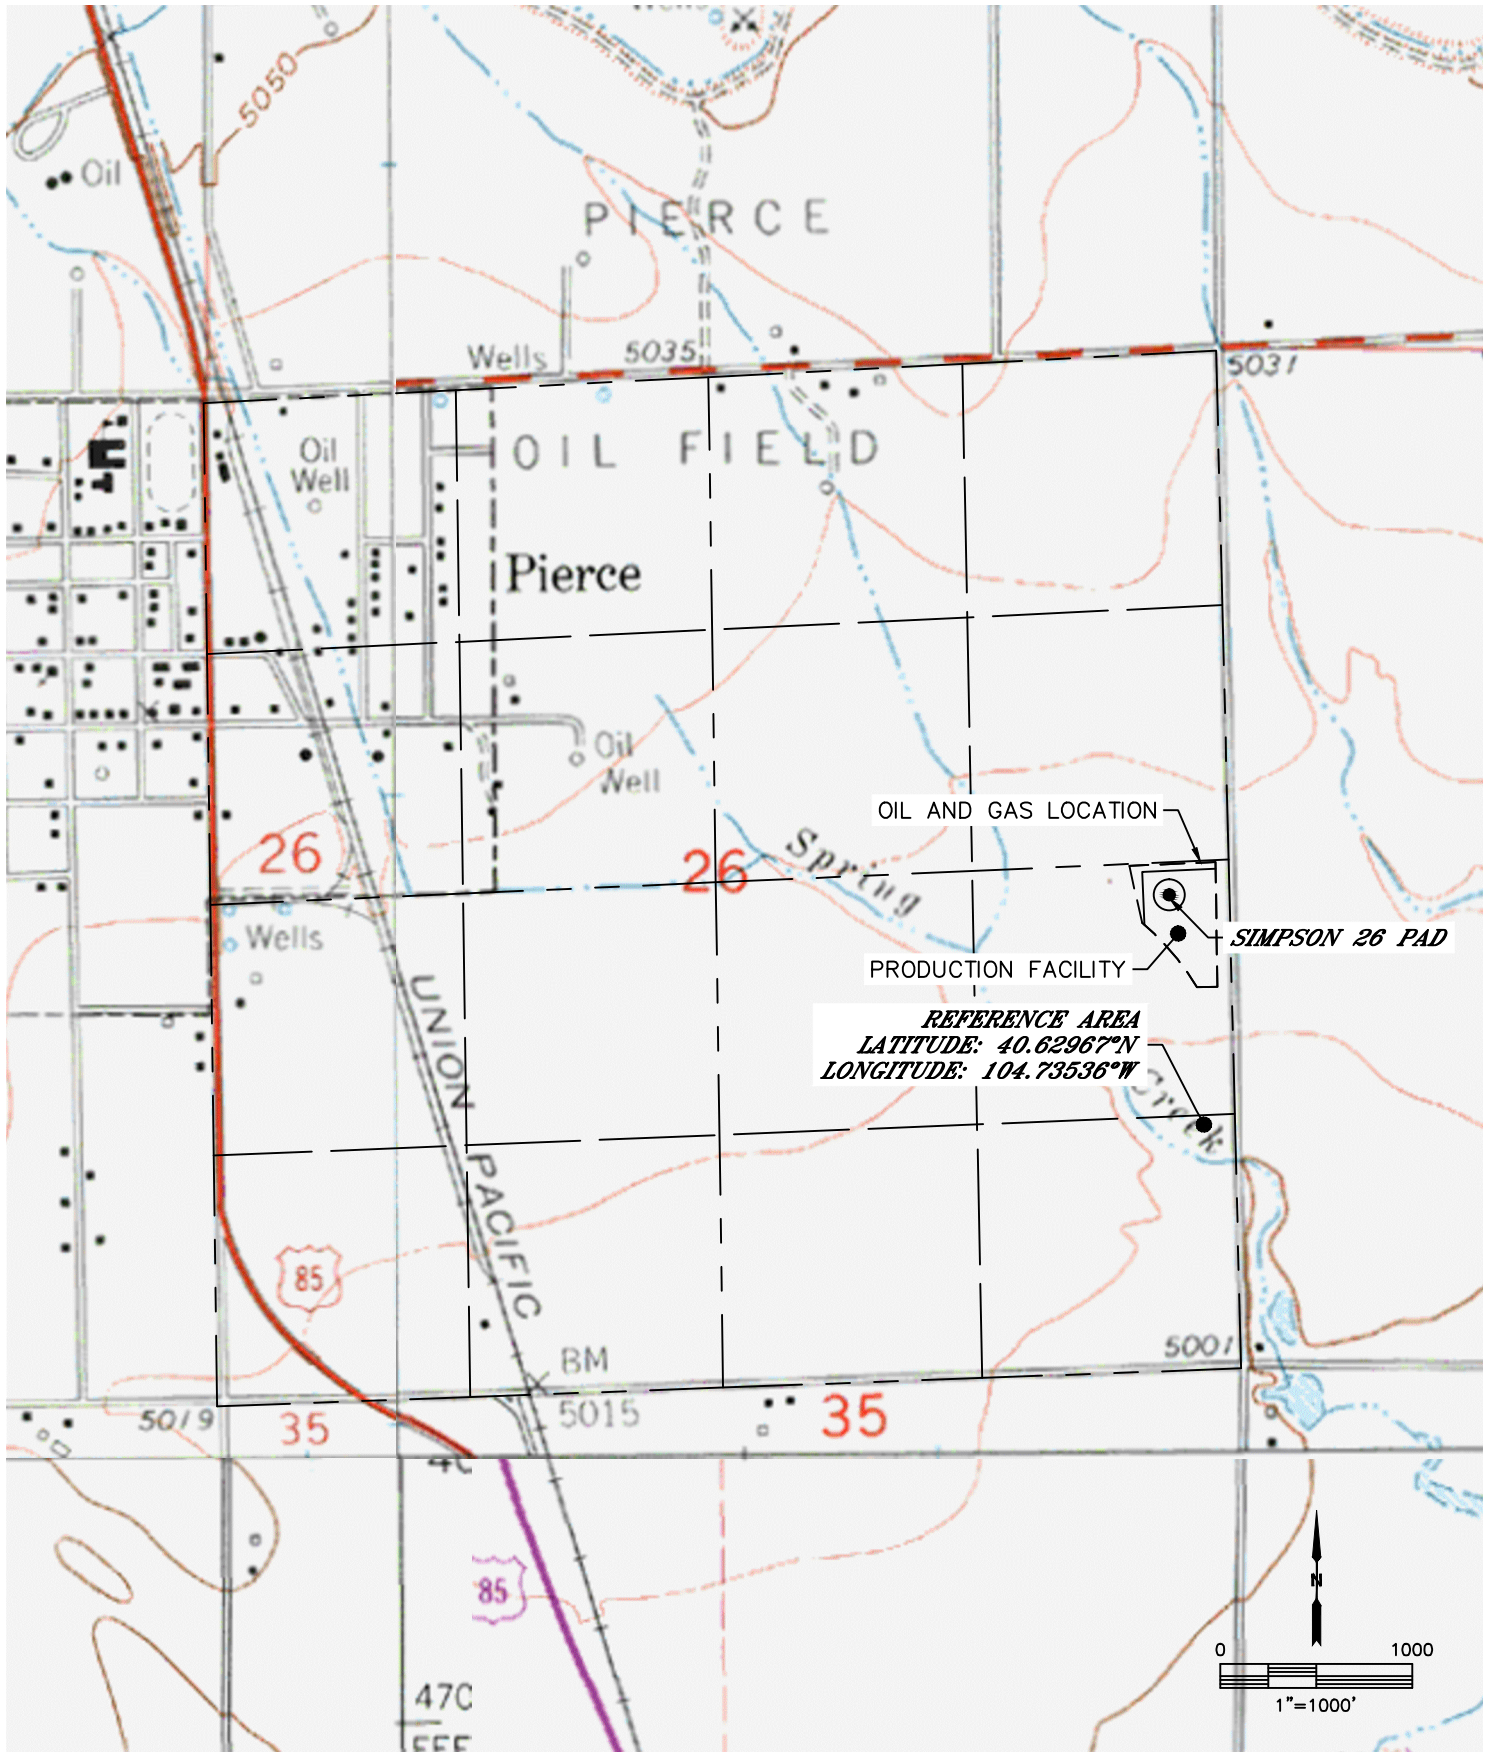 Wells
5050
Oil
PIERCE
Wells
5035
5031
Oil
Well
OIL FIELD
Pierce
Oil
Well
OIL AND GAS LOCATION
26
26
Spring
Wells
SIMPSON 26 PAD
PRODUCTION FACILITY
UNION
REFERENCE AREA
LATITUDE: 40.62967°N
LONGITUDE: 104.73536°W
Creek
PACIFIC
85
BM
5001
5019
35
5015
35
85
N
0 1000
1"=1000'
470